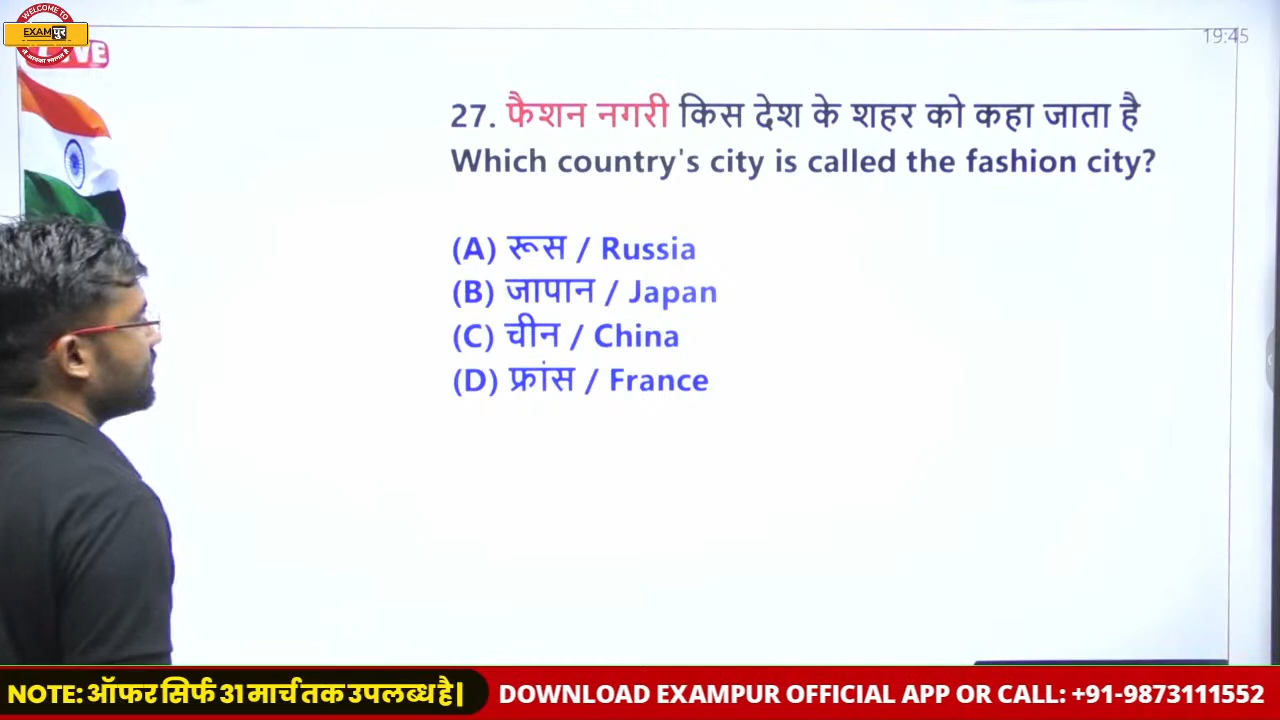 WELCOME TO
EXAMपुर
19:45
27. फैशन नगरी किस देश के शहर को कहा जाता है
Which country's city is called the fashion city?
(A) रूस / Russia
(B) जापान / Japan
(C) चीन / China
(D) फ्रांस / France
NOTE: ऑफर सिर्फ 31 मार्च तक उपलब्ध है |
DOWNLOAD EXAMPUR OFFICIAL APP OR CALL: +91-9873111552